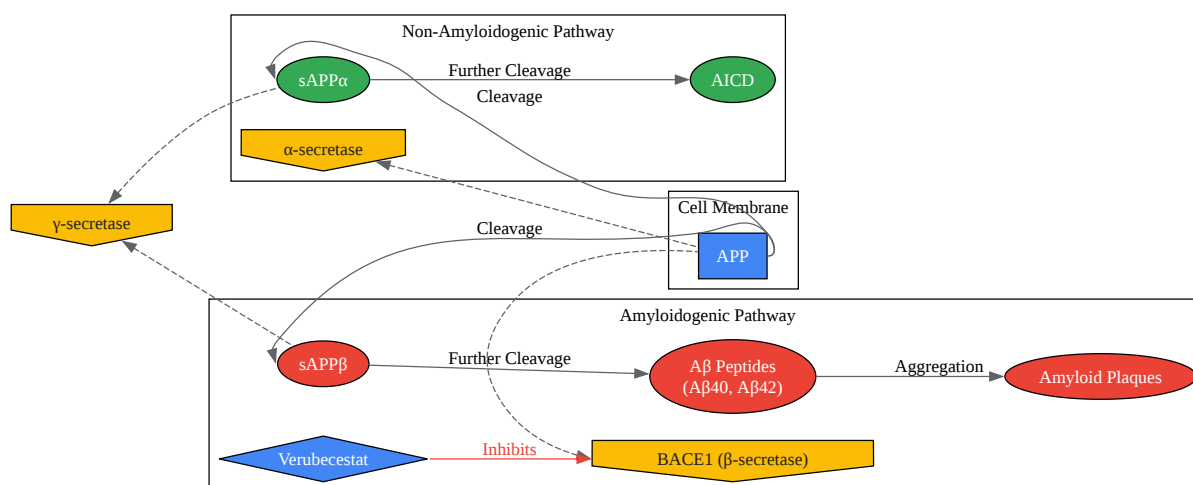 Non-Amyloidogenic Pathway
sAPPα
Further Cleavage
AICD
Cleavage
α-secretase
γ-secretase
Cell Membrane
Cleavage
APP
Amyloidogenic Pathway
sAPPβ
Further Cleavage
Aβ Peptides
(Aβ40, Aβ42)
Aggregation
Amyloid Plaques
Verubecestat
Inhibits
BACE1 (β-secretase)